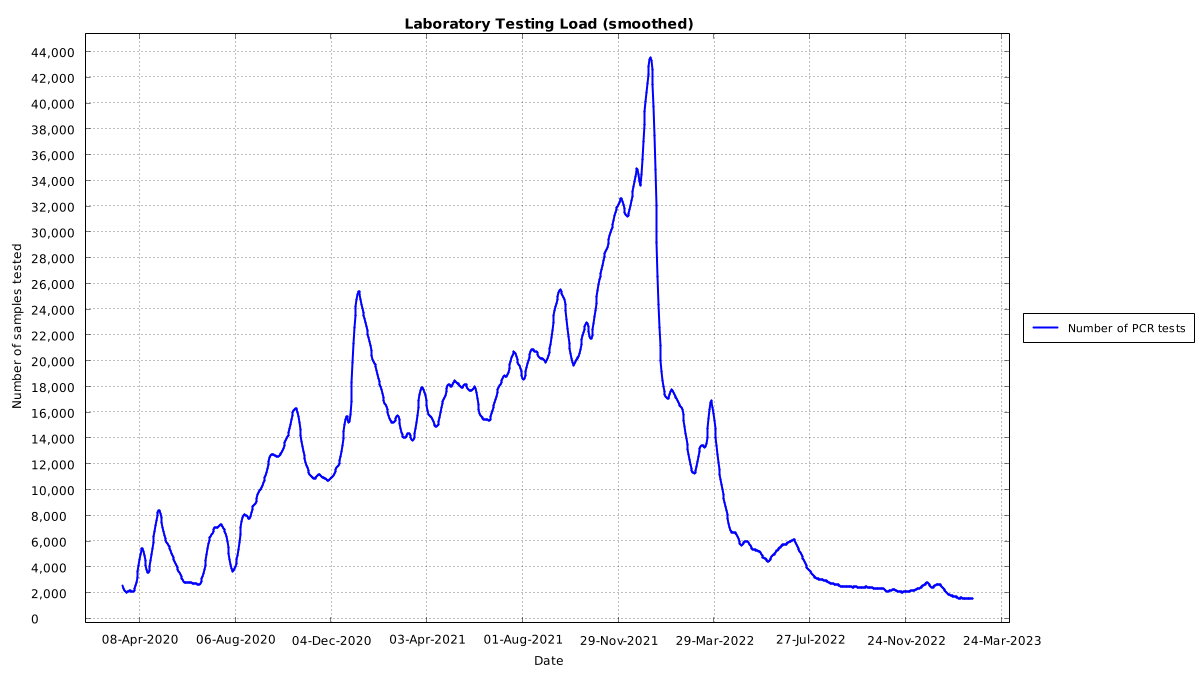 Laboratory Testing Load (smoothed)
44,000
42,000
40,000
38,000
36,000
34,000
32,000
30,000
28,000
26,000
24,000
22,000
20,000
18,000
16,000
14,000
12,000
10,000
8,000
6,000
4,000
2,000
0
Number of samples tested
08-Apr-2020
06-Aug-2020
04-Dec-2020
03-Apr-2021
01-Aug-2021
29-Nov-2021
29-Mar-2022
27-Jul-2022
24-Nov-2022
24-Mar-2023
Date
Number of PCR tests